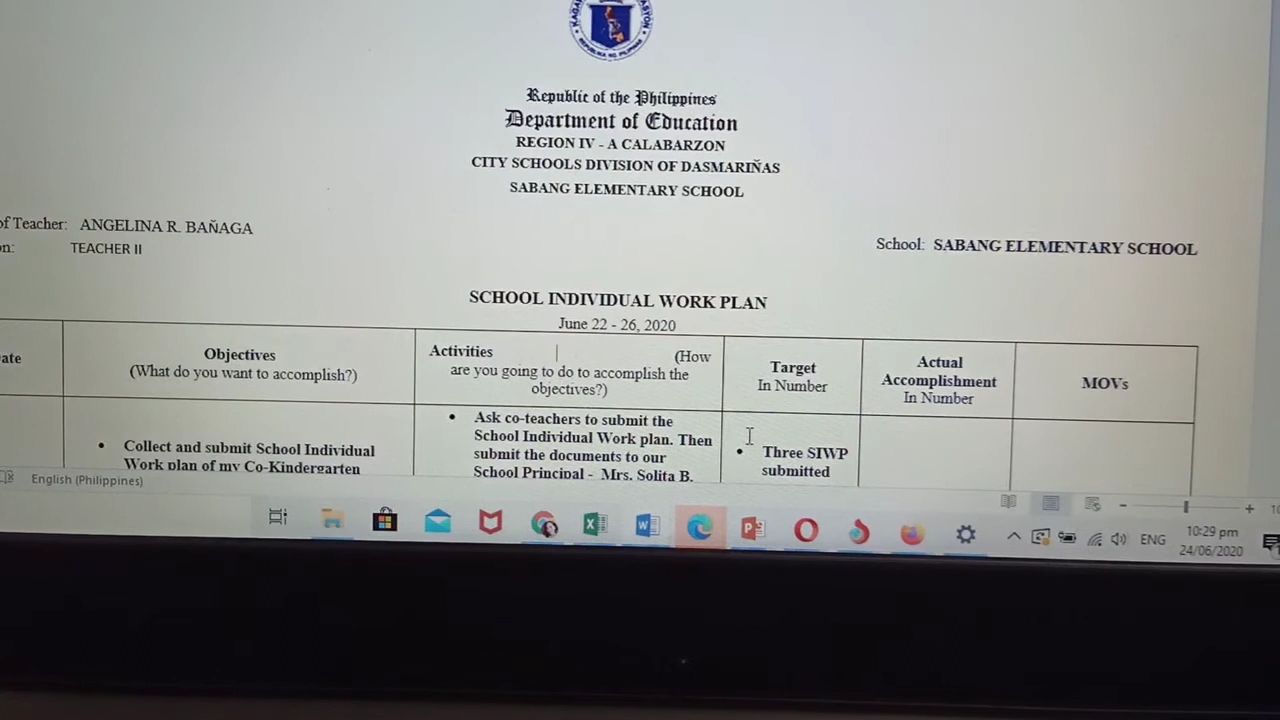 REPUBLIKA NG PILIPINAS
Republic of the Philippines
Department of Education
REGION IV - A CALABARZON
CITY SCHOOLS DIVISION OF DASMARIÑAS
SABANG ELEMENTARY SCHOOL
of Teacher: ANGELINA R. BAÑAGA
on: TEACHER II
School: SABANG ELEMENTARY SCHOOL
SCHOOL INDIVIDUAL WORK PLAN
June 22 - 26, 2020
ate
Objectives
(What do you want to accomplish?)
Activities (How
are you going to do to accomplish the
objectives?)
Target
In Number
Actual
Accomplishment
In Number
MOVs
• Collect and submit School Individual
Work plan of my Co-Kindergarten
• Ask co-teachers to submit the
School Individual Work plan. Then
submit the documents to our
School Principal - Mrs. Solita B.
• Three SIWP
submitted
English (Philippines)
ENG
10:29 pm
24/06/2020